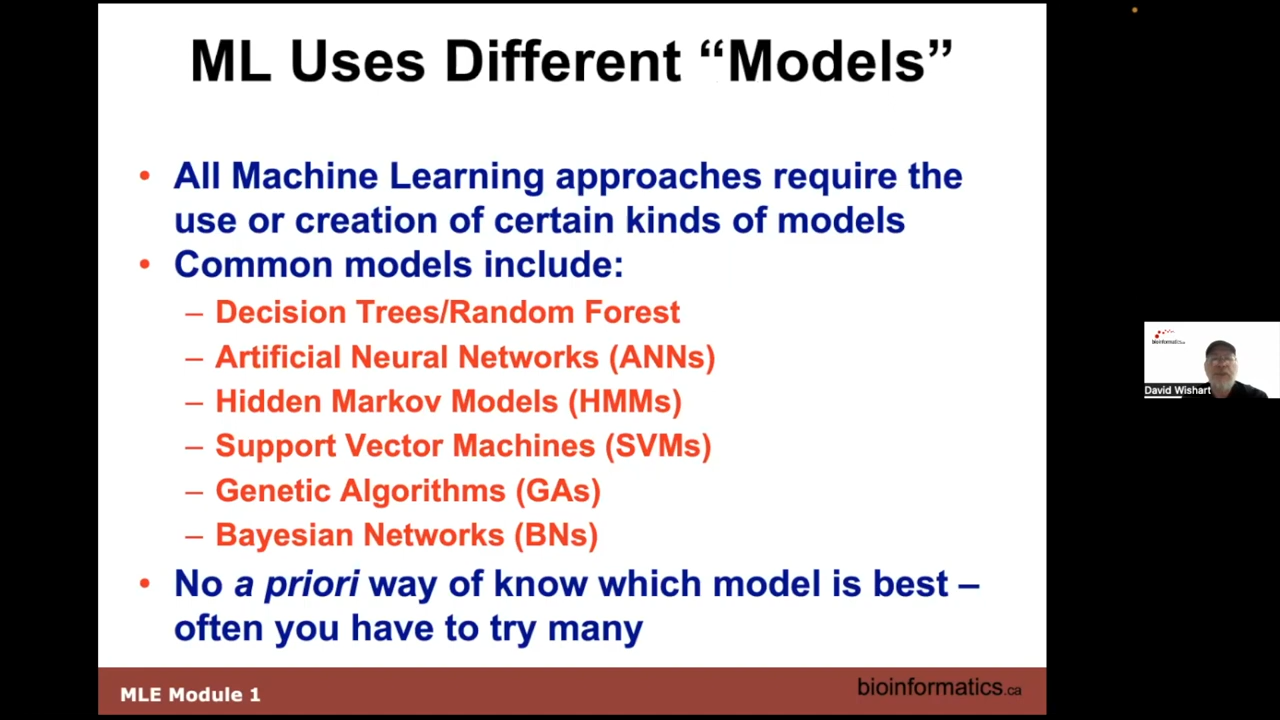 ML Uses Different “Models”
• All Machine Learning approaches require the
use or creation of certain kinds of models
• Common models include:
– Decision Trees/Random Forest
– Artificial Neural Networks (ANNs)
– Hidden Markov Models (HMMs)
– Support Vector Machines (SVMs)
– Genetic Algorithms (GAs)
– Bayesian Networks (BNs)
• No a priori way of know which model is best –
often you have to try many
MLE Module 1
bioinformatics.ca
bioinformatics.ca
David Wishart